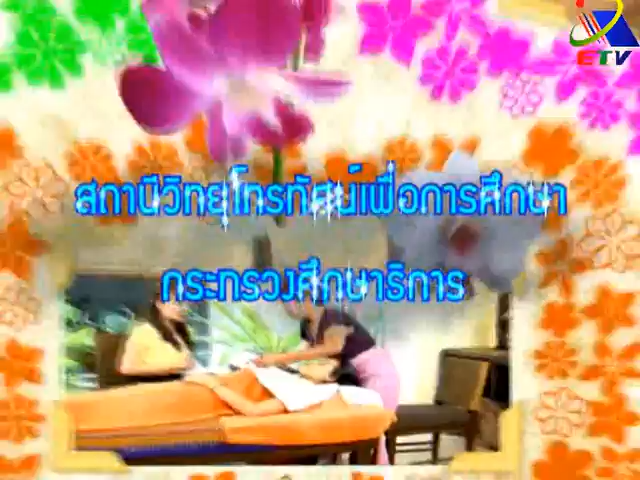 ETV
สถานีวิทยุโทรทัศน์เพื่อการศึกษา
กระทรวงศึกษาธิการ